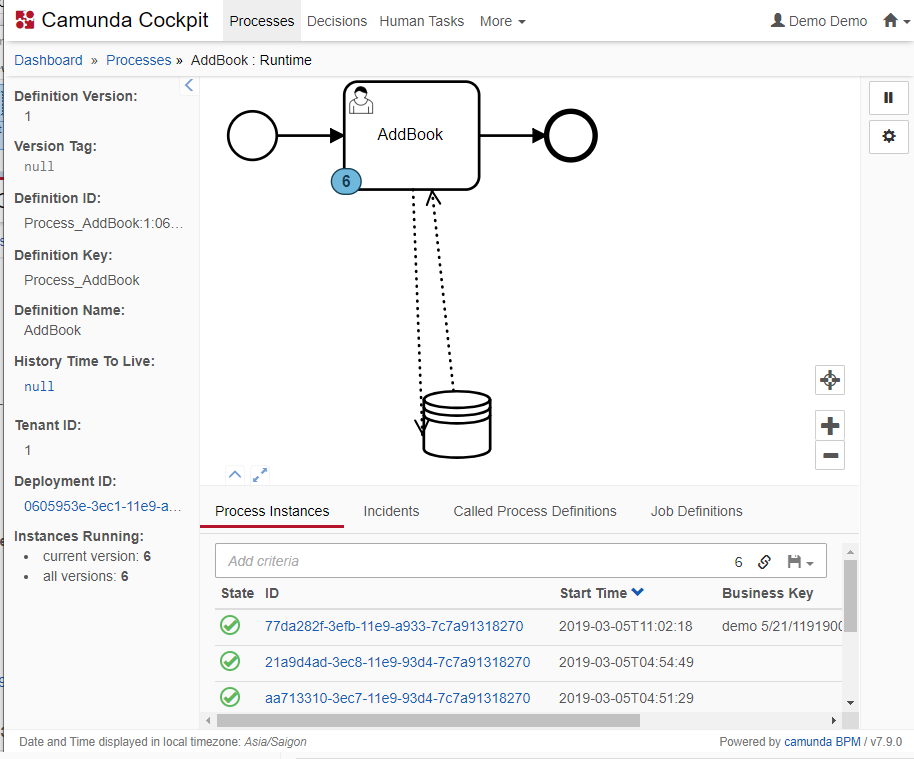 Camunda Cockpit Processes Decisions Human Tasks More Demo Demo
Dashboard » Processes » AddBook : Runtime
Definition Version:
1
Version Tag:
null
Definition ID:
Process_AddBook:1:06...
Definition Key:
Process_AddBook
Definition Name:
AddBook
History Time To Live:
null
Tenant ID:
1
Deployment ID:
0605953e-3ec1-11e9-a...
Instances Running:
• current version: 6
• all versions: 6
AddBook
6
Process Instances Incidents Called Process Definitions Job Definitions
Add criteria 6
State ID Start Time Business Key
77da282f-3efb-11e9-a933-7c7a91318270 2019-03-05T11:02:18 demo 5/21/1191900
21a9d4ad-3ec8-11e9-93d4-7c7a91318270 2019-03-05T04:54:49
aa713310-3ec7-11e9-93d4-7c7a91318270 2019-03-05T04:51:29
Date and Time displayed in local timezone: Asia/Saigon Powered by camunda BPM / v7.9.0